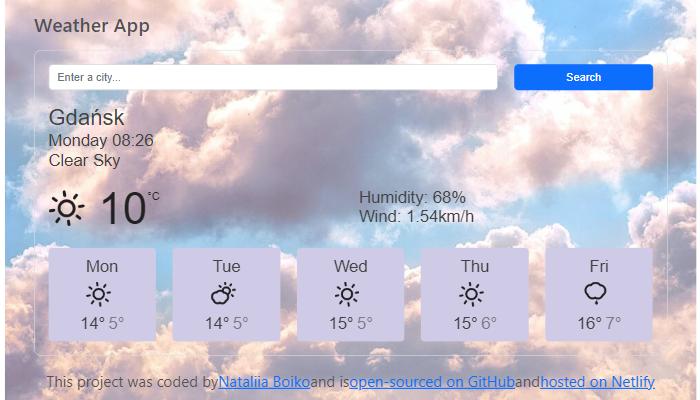 Weather App
Enter a city...
Search
Gdańsk
Monday 08:26
Clear Sky
10°C
Humidity: 68%
Wind: 1.54km/h
Mon Tue Wed Thu Fri
14° 5° 14° 5° 15° 5° 15° 6° 16° 7°
This project was coded byNataliia Boikoand isopen-sourced on GitHubandhosted on Netlify